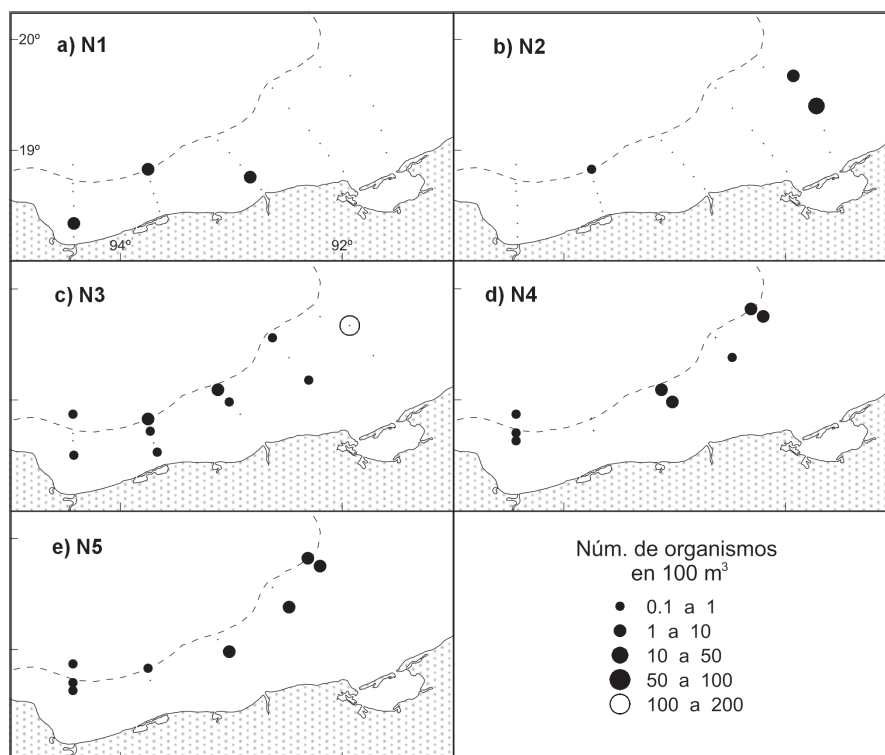 20º
a) N1
b) N2
19º
94º
92º
c) N3
d) N4
e) N5
Núm. de organismos
en 100 m³
0.1 a 1
1 a 10
10 a 50
50 a 100
100 a 200